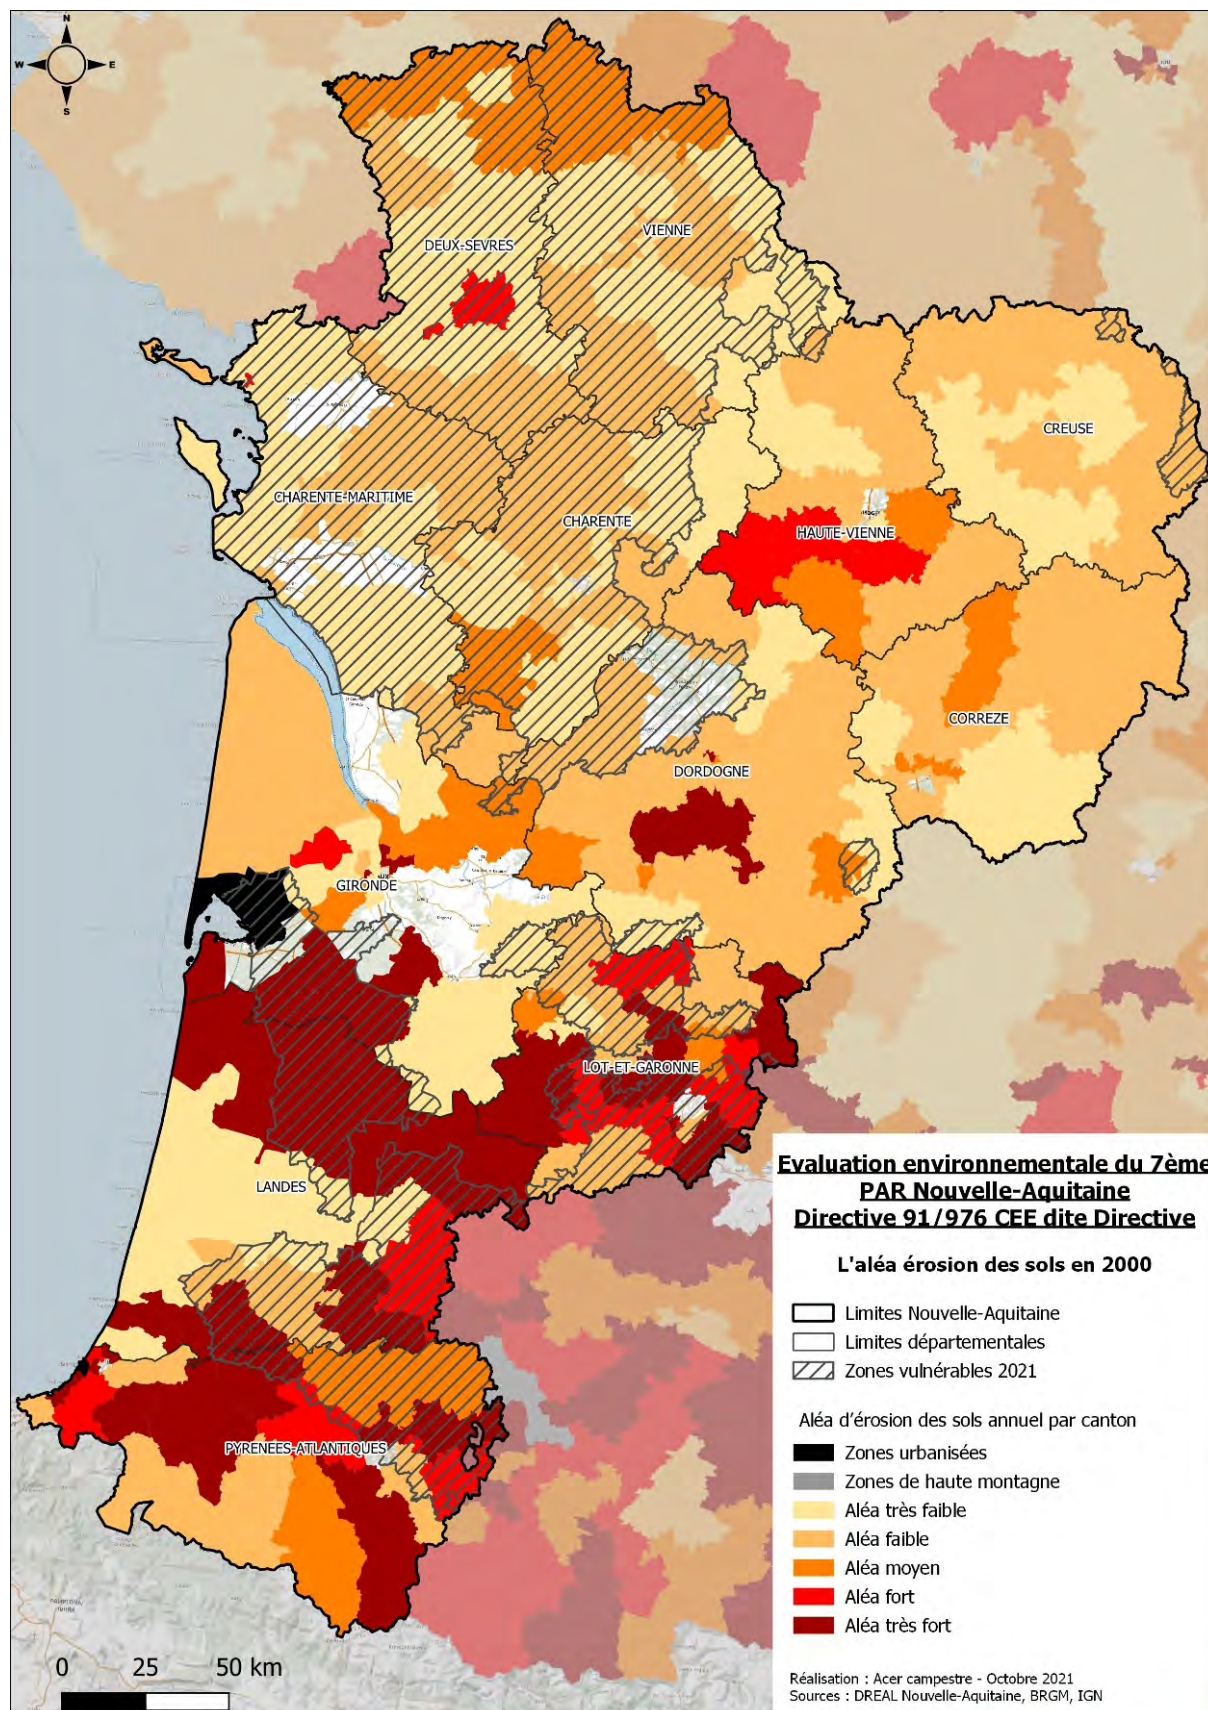 N
W
E
S
DEUX-SEVRES
VIENNE
CREUSE
CHARENTE-MARITIME
CHARENTE
HAUTE-VIENNE
CORREZE
DORDOGNE
GIRONDE
LOT-ET-GARONNE
LANDES
PYRENEES-ATLANTIQUES
Evaluation environnementale du 7ème
PAR Nouvelle-Aquitaine
Directive 91/976 CEE dite Directive
L'aléa érosion des sols en 2000
Limites Nouvelle-Aquitaine
Limites départementales
Zones vulnérables 2021
Aléa d'érosion des sols annuel par canton
Zones urbanisées
Zones de haute montagne
Aléa très faible
Aléa faible
Aléa moyen
Aléa fort
Aléa très fort
0 25 50 km
Réalisation : Acer campestre - Octobre 2021
Sources : DREAL Nouvelle-Aquitaine, BRGM, IGN